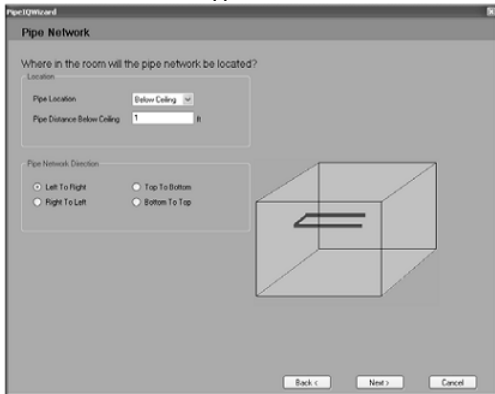 PipeIQWizard
Pipe Network
Where in the room will the pipe network be located?
Location
Pipe Location Below Ceiling
Pipe Distance Below Ceiling 1 ft
Pipe Network Direction
Left To Right Top To Bottom
Right To Left Bottom To Top
Back < Next > Cancel